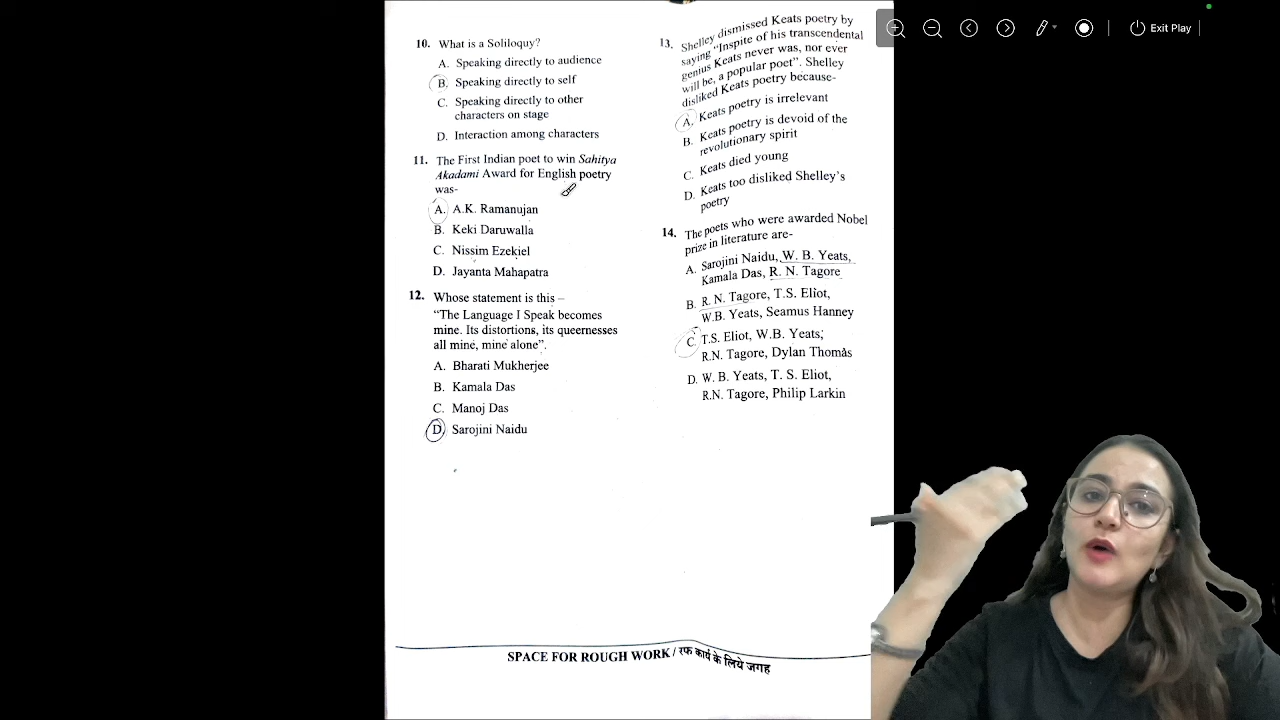 Exit Play
10. What is a Soliloquy?
A. Speaking directly to audience
B. Speaking directly to self
C. Speaking directly to other
characters on stage
D. Interaction among characters
11. The First Indian poet to win Sahitya
Akadami Award for English poetry
was-
A. A.K. Ramanujan
B. Keki Daruwalla
C. Nissim Ezekiel
D. Jayanta Mahapatra
12. Whose statement is this –
“The Language I Speak becomes
mine. Its distortions, its queernesses
all mine, mine alone”.
A. Bharati Mukherjee
B. Kamala Das
C. Manoj Das
D. Sarojini Naidu
13. Shelley dismissed Keats poetry by
saying “Inspite of his transcendental
genius Keats never was, nor ever
will be, a popular poet”. Shelley
disliked Keats poetry because-
A. Keats poetry is irrelevant
B. Keats poetry is devoid of the
revolutionary spirit
C. Keats died young
D. Keats too disliked Shelley’s
poetry
14. The poets who were awarded Nobel
prize in literature are-
A. Sarojini Naidu, W. B. Yeats,
Kamala Das, R. N. Tagore
B. R. N. Tagore, T.S. Eliot,
W.B. Yeats, Seamus Hanney
C. T.S. Eliot, W.B. Yeats,
R.N. Tagore, Dylan Thomas
D. W. B. Yeats, T. S. Eliot,
R.N. Tagore, Philip Larkin
SPACE FOR ROUGH WORK / रफ कार्य के लिये जगह